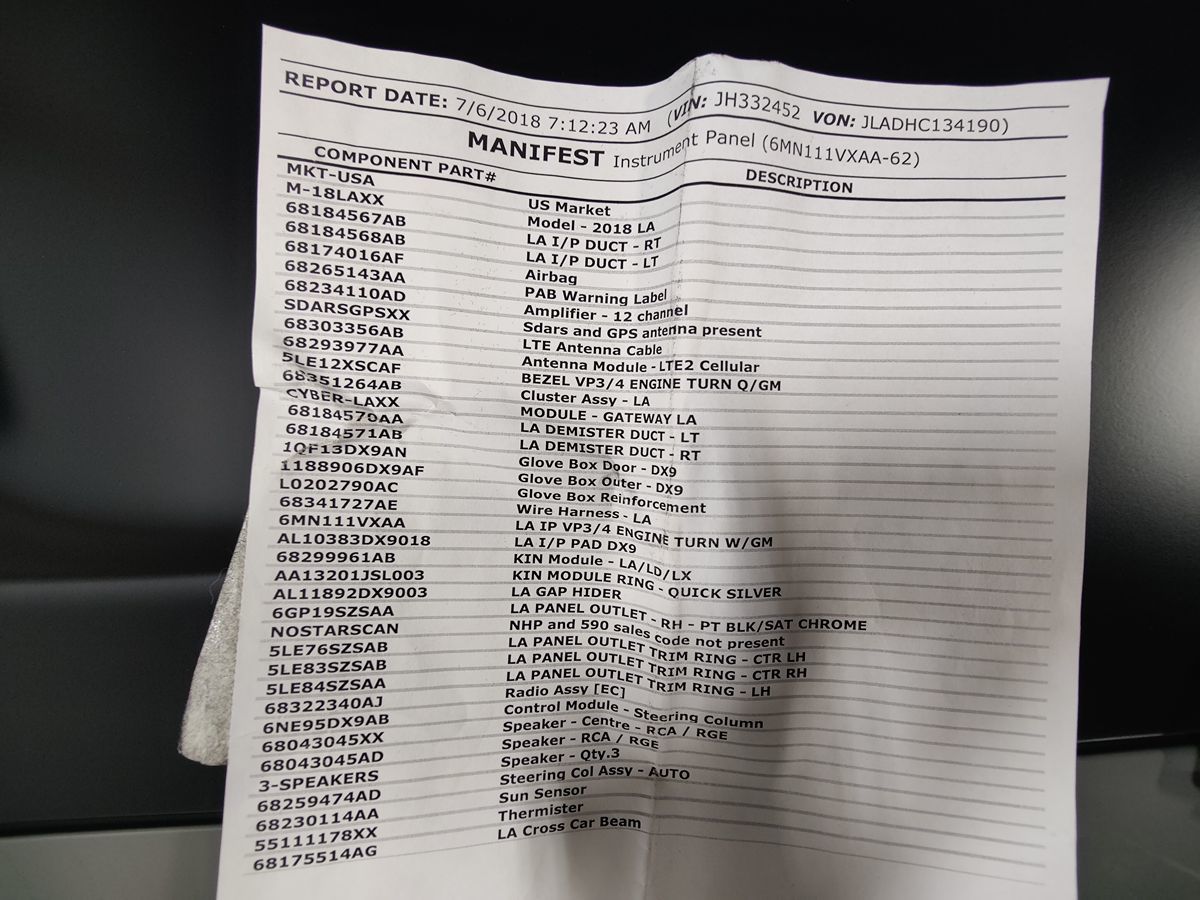 REPORT DATE: 7/6/2018 7:12:23 AM (VIN: JH332452 VON: JLADHC134190)
MANIFEST Instrument Panel (6MN111VXAA-62)
COMPONENT PART# DESCRIPTION
MKT-USA US Market
M-18LAXX Model - 2018 LA
68184567AB LA I/P DUCT - RT
68184568AB LA I/P DUCT - LT
68174016AF Airbag
68265143AA PAB Warning Label
68234110AD Amplifier - 12 channel
SDARSGPSXX Sdars and GPS antenna present
68303356AB LTE Antenna Cable
68293977AA Antenna Module - LTE2 Cellular
5LE12XSCAF BEZEL VP3/4 ENGINE TURN Q/GM
68351264AB Cluster Assy - LA
CYBER-LAXX MODULE - GATEWAY LA
68184570AA LA DEMISTER DUCT - LT
68184571AB LA DEMISTER DUCT - RT
1QF13DX9AN Glove Box Door - DX9
1188906DX9AF Glove Box Outer - DX9
L0202790AC Glove Box Reinforcement
68341727AE Wire Harness - LA
6MN111VXAA LA IP VP3/4 ENGINE TURN W/GM
AL10383DX9018 LA I/P PAD DX9
68299961AB KIN Module - LA/LD/LX
AA13201JSL003 KIN MODULE RING - QUICK SILVER
AL11892DX9003 LA GAP HIDER
6GP19SZSAA LA PANEL OUTLET - RH - PT BLK/SAT CHROME
NOSTARSCAN NHP and 590 sales code not present
5LE76SZSAB LA PANEL OUTLET TRIM RING - CTR LH
5LE83SZSAB LA PANEL OUTLET TRIM RING - CTR RH
5LE84SZSAA LA PANEL OUTLET TRIM RING - LH
68322340AJ Radio Assy [EC]
6NE95DX9AB Control Module - Steering Column
68043045XX Speaker - Centre - RCA / RGE
68043045AD Speaker - RCA / RGE
3-SPEAKERS Speaker - Qty.3
68259474AD Steering Col Assy - AUTO
68230114AA Sun Sensor
55111178XX Thermister
68175514AG LA Cross Car Beam